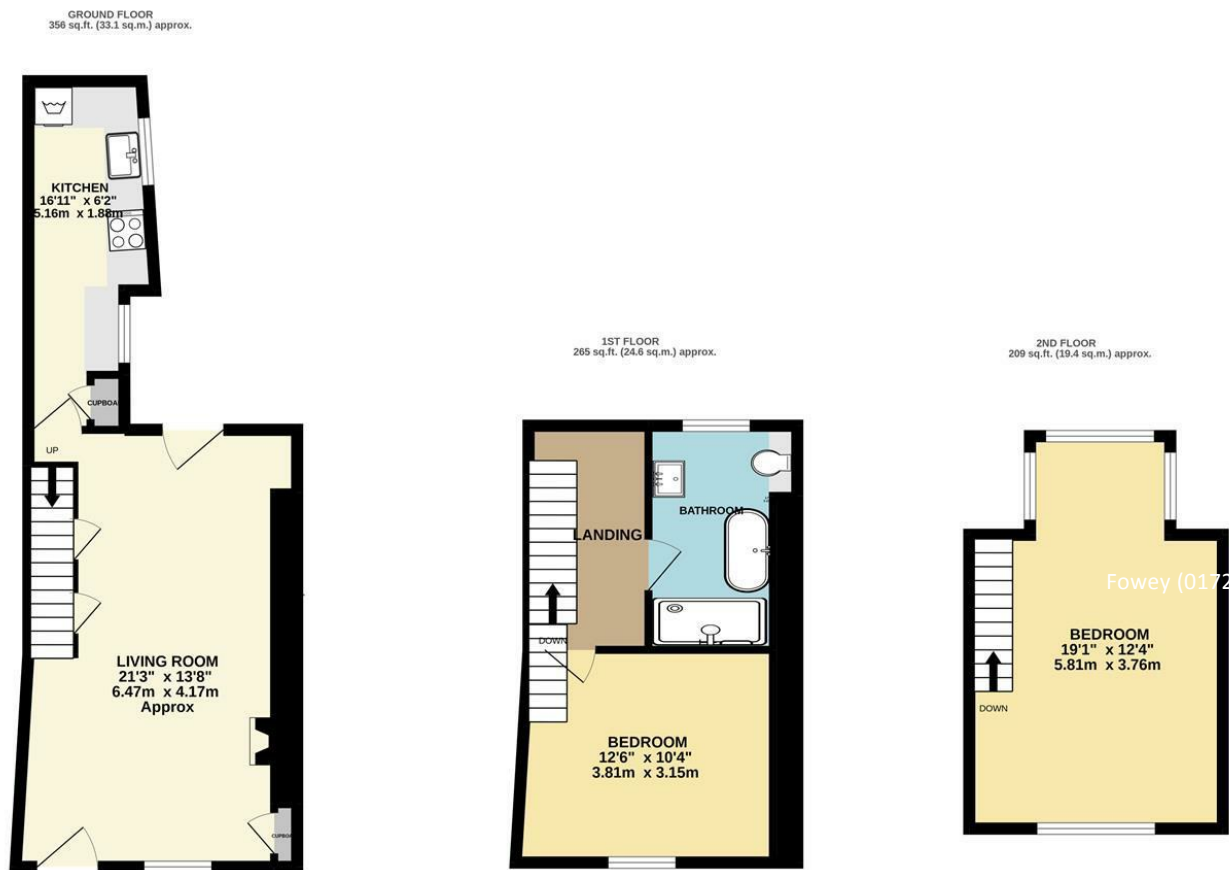 GROUND FLOOR
356 sq.ft. (33.1 sq.m.) approx.
KITCHEN
16'11" x 6'2"
5.16m x 1.88m
CUPBOA
UP
LIVING ROOM
21'3" x 13'8"
6.47m x 4.17m
Approx
CUPBOA
1ST FLOOR
265 sq.ft. (24.6 sq.m.) approx.
BATHROOM
LANDING
DOWN
BEDROOM
12'6" x 10'4"
3.81m x 3.15m
2ND FLOOR
209 sq.ft. (19.4 sq.m.) approx.
Fowey (0172
BEDROOM
19'1" x 12'4"
5.81m x 3.76m
DOWN